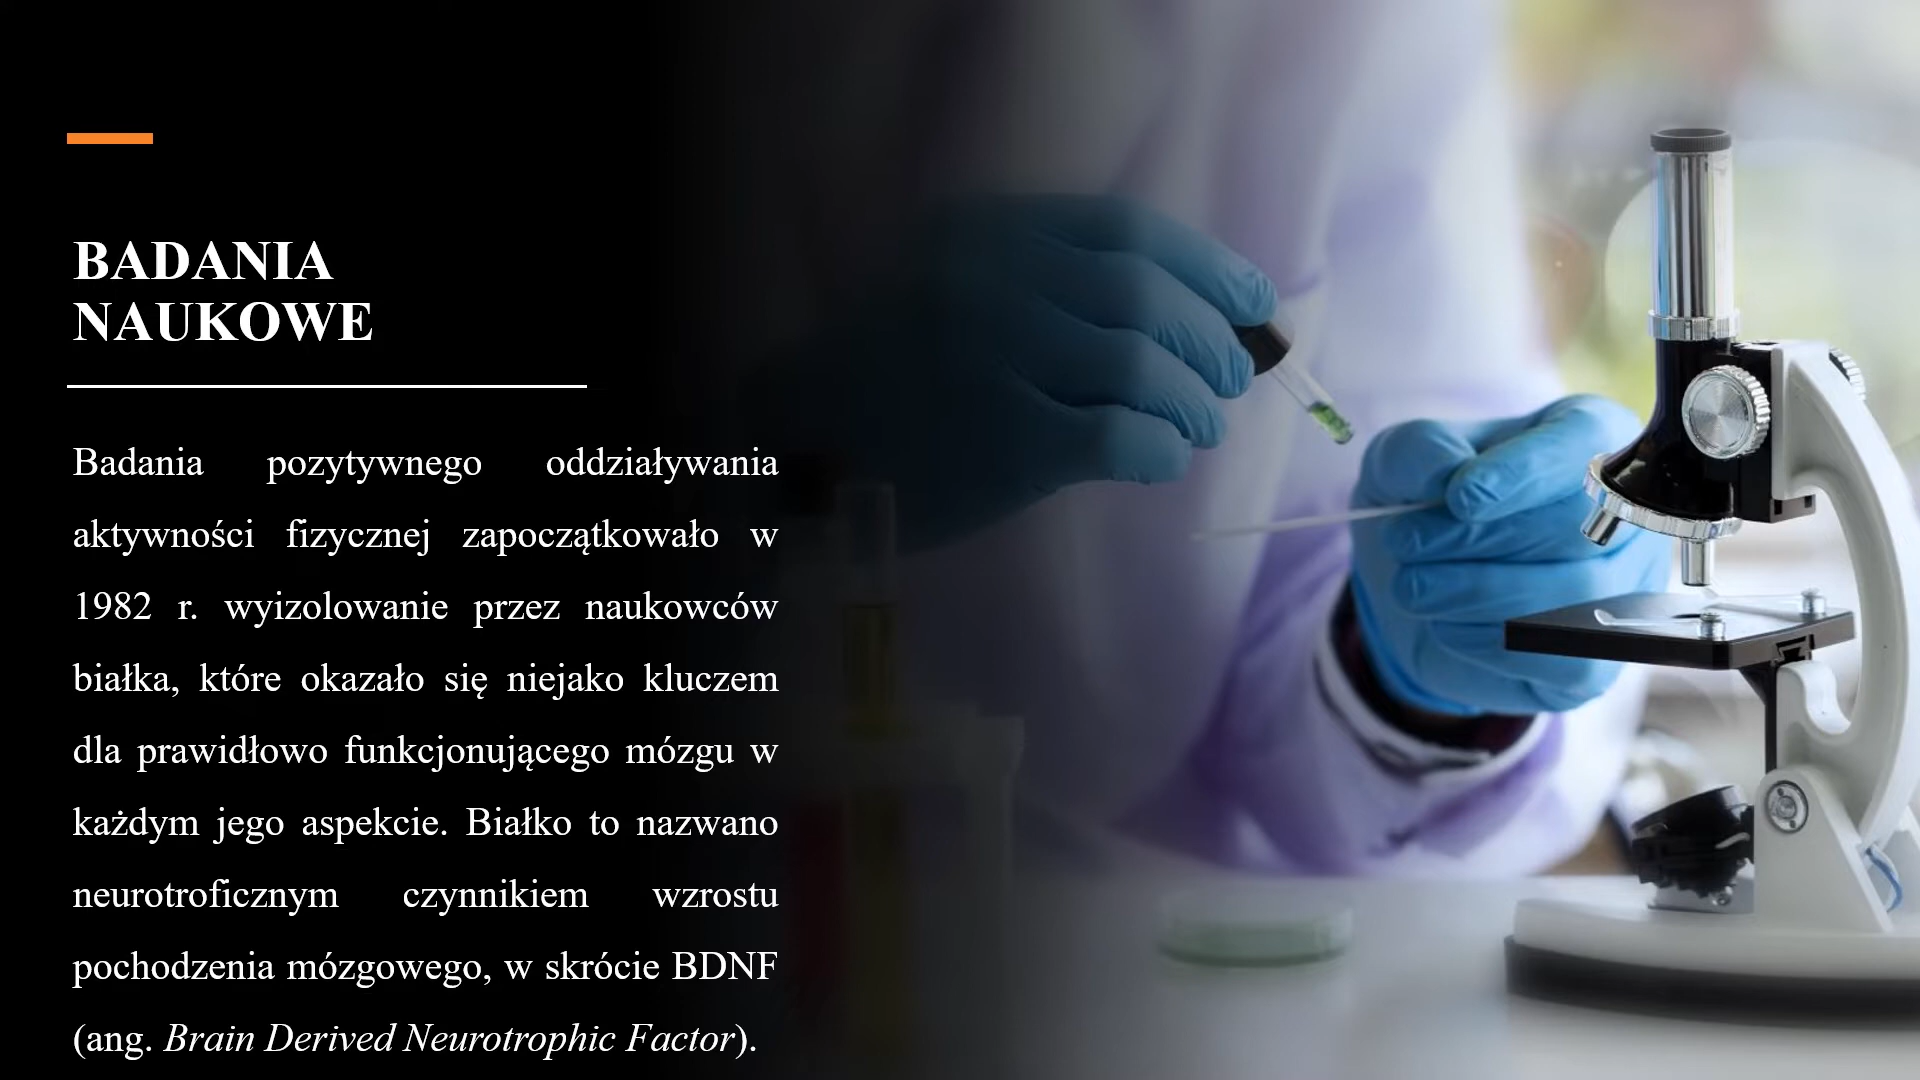 BADANIA
NAUKOWE
Badania pozytywnego oddziaływania
aktywności fizycznej zapoczątkowało w
1982 r. wyizolowanie przez naukowców
białka, które okazało się niejako kluczem
dla prawidłowo funkcjonującego mózgu w
każdym jego aspekcie. Białko to nazwano
neurotroficznym czynnikiem wzrostu
pochodzenia mózgowego, w skrócie BDNF
(ang. Brain Derived Neurotrophic Factor).